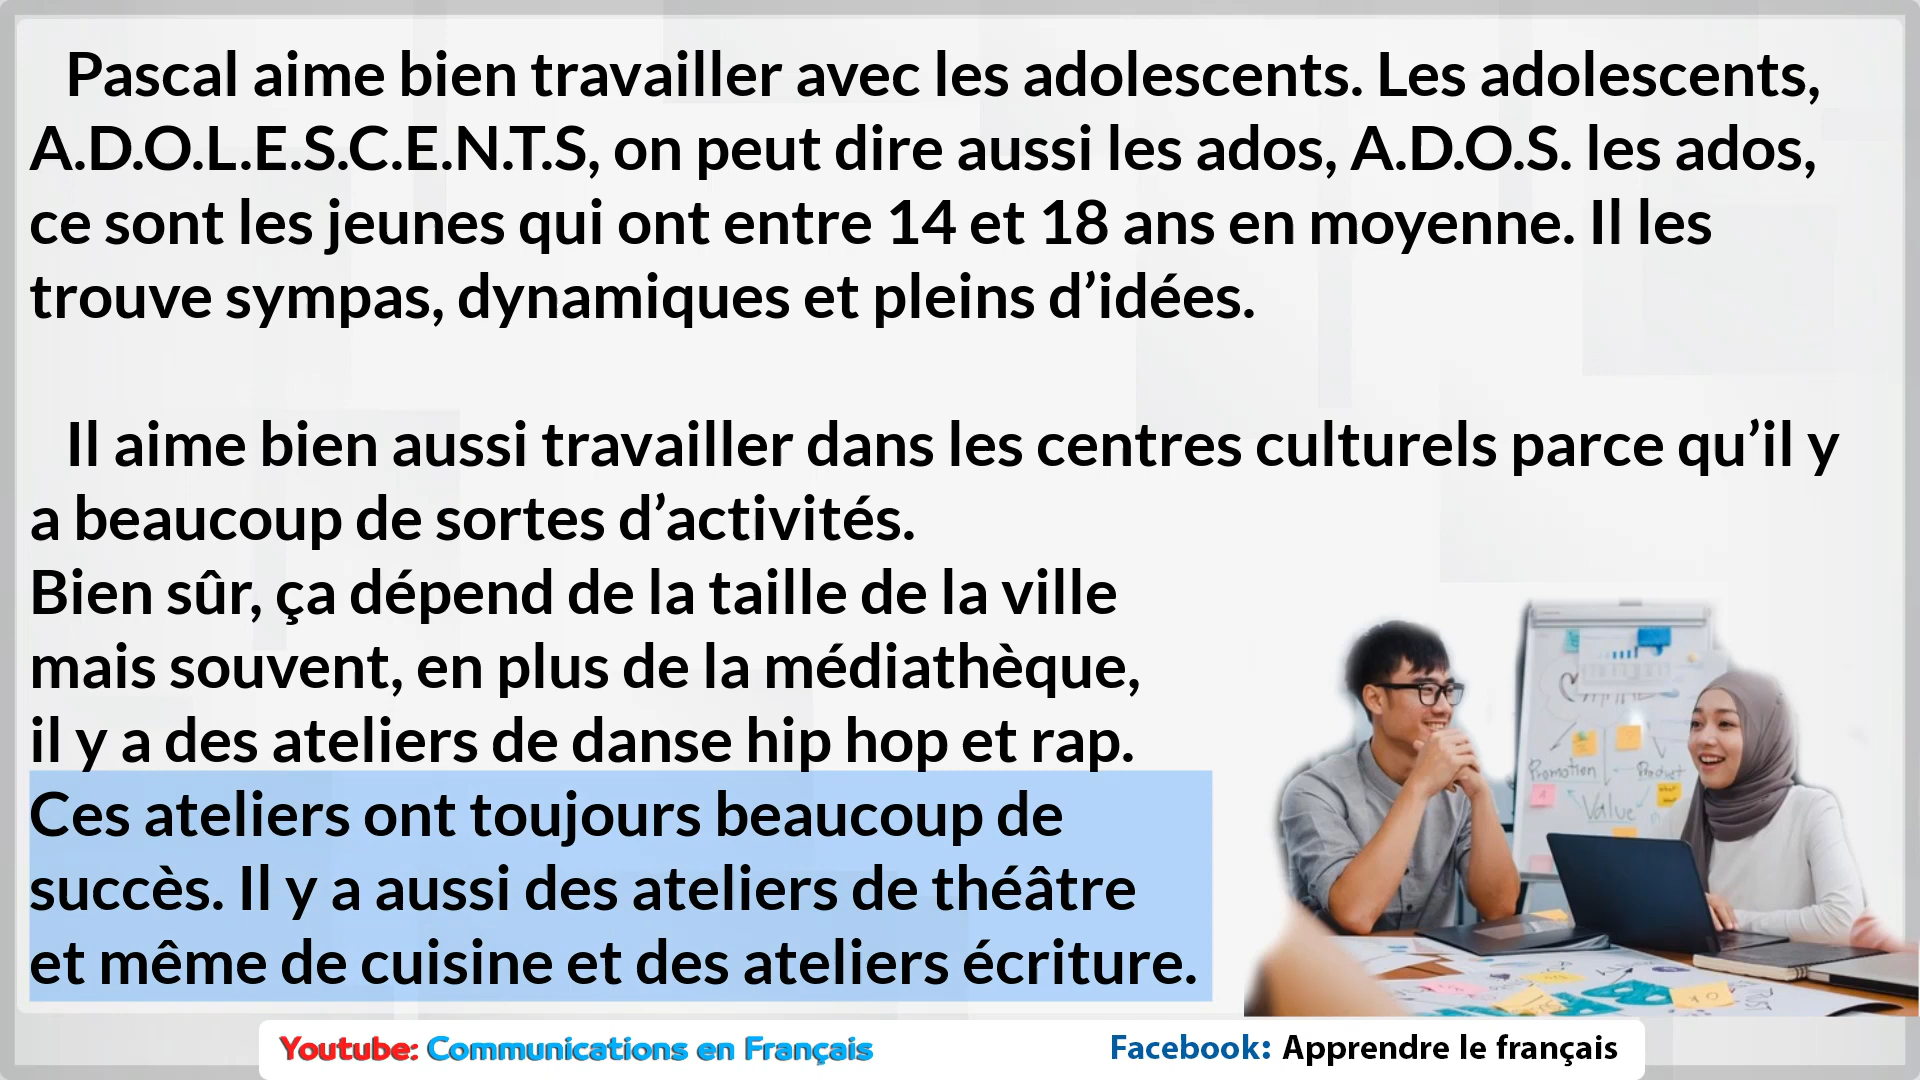 Pascal aime bien travailler avec les adolescents. Les adolescents,
A.D.O.L.E.S.C.E.N.T.S, on peut dire aussi les ados, A.D.O.S. les ados,
ce sont les jeunes qui ont entre 14 et 18 ans en moyenne. Il les
trouve sympas, dynamiques et pleins d’idées.
Il aime bien aussi travailler dans les centres culturels parce qu’il y
a beaucoup de sortes d’activités.
Bien sûr, ça dépend de la taille de la ville
mais souvent, en plus de la médiathèque,
il y a des ateliers de danse hip hop et rap.
Ces ateliers ont toujours beaucoup de
succès. Il y a aussi des ateliers de théâtre
et même de cuisine et des ateliers écriture.
Promotion
Product
Value
OK
Youtube: Communications en Français
Facebook: Apprendre le français